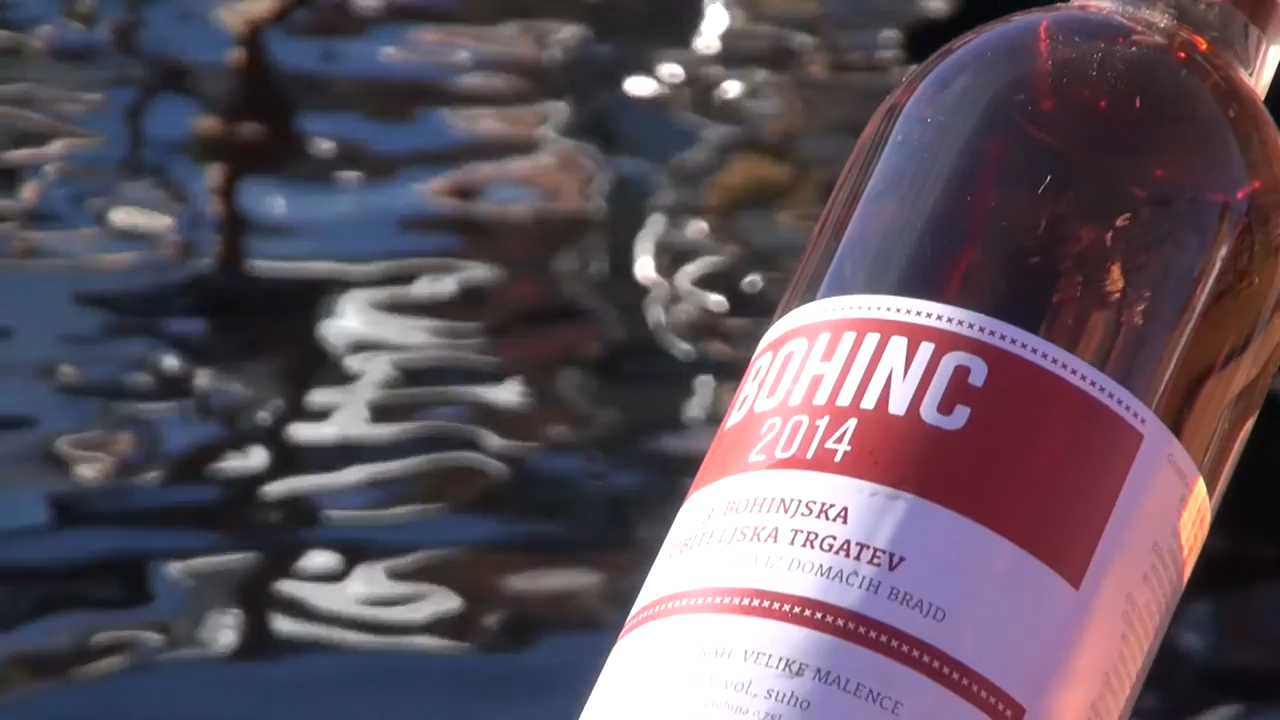 BOHINC
2014
BOHINJSKA
TRGATEV
IZ DOMAČIH BRAJD
VELIKE MALENCE
vol., suho